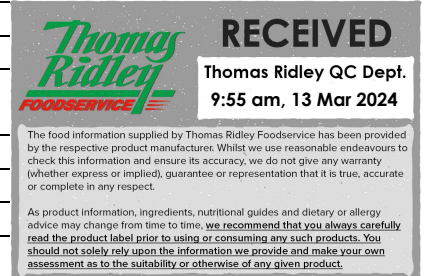 Thomas
Ridley
FOODSERVICE
RECEIVED
Thomas Ridley QC Dept.
9:55 am, 13 Mar 2024
The food information supplied by Thomas Ridley Foodservice has been provided
by the respective product manufacturer. Whilst we use reasonable endeavours to
check this information and ensure its accuracy, we do not give any warranty
(whether express or implied), guarantee or representation that it is true, accurate
or complete in any respect.
As product information, ingredients, nutritional guides and dietary or allergy
advice may change from time to time, we recommend that you always carefully
read the product label prior to using or consuming any such products. You
should not solely rely upon the information we provide and make your own
assessment as to the suitability or otherwise of any given product.